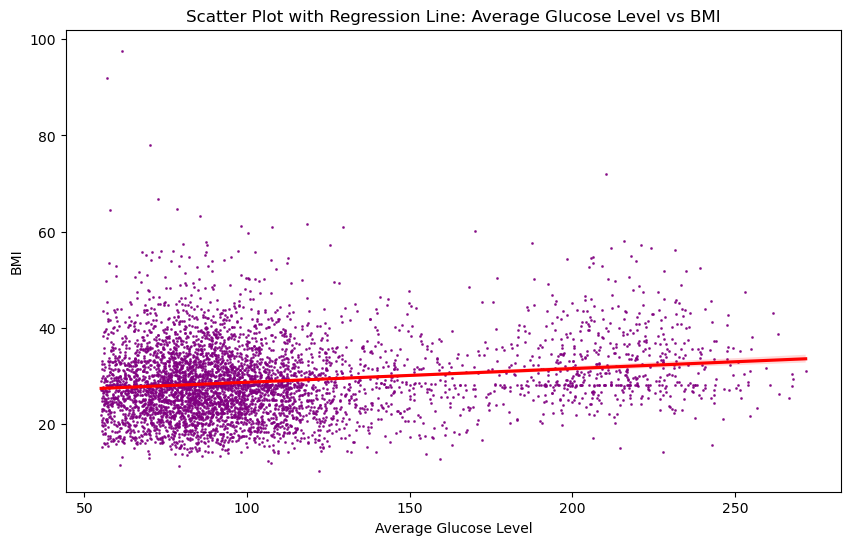 Scatter Plot with Regression Line: Average Glucose Level vs BMI
100
80
60
40
20
BMI
50 100 150 200 250
Average Glucose Level